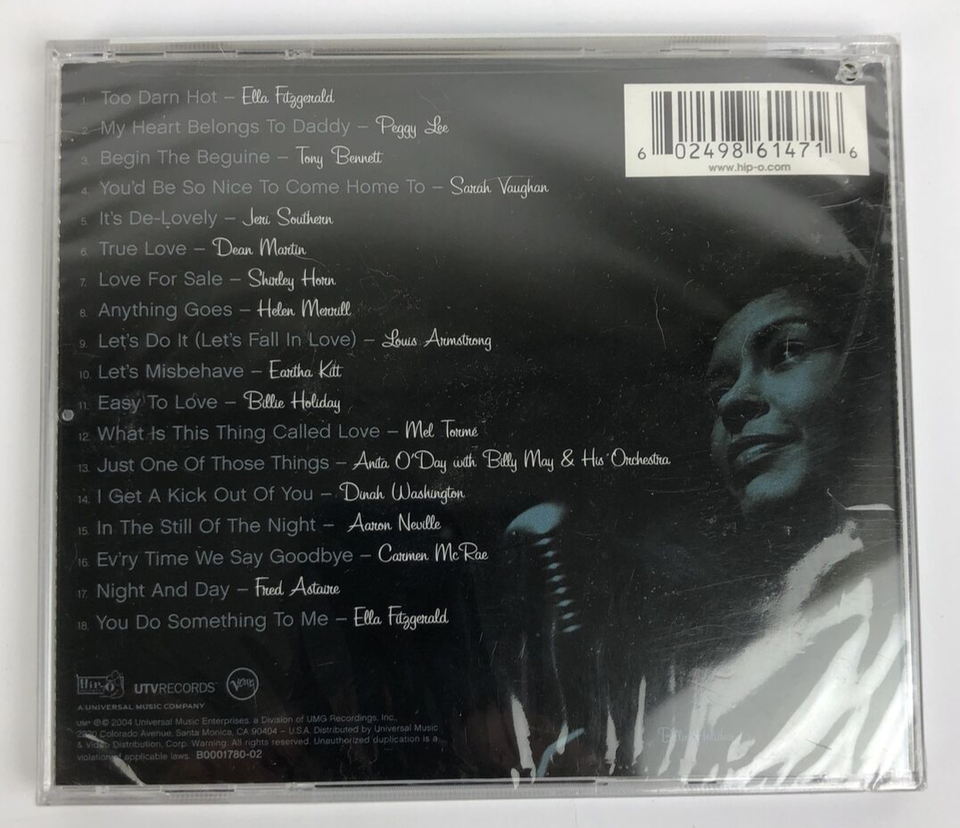 1. Too Darn Hot – Ella Fitzgerald
2. My Heart Belongs To Daddy – Peggy Lee
3. Begin The Beguine – Tony Bennett
4. You'd Be So Nice To Come Home To – Sarah Vaughan
5. It's De-Lovely – Jeri Southern
6. True Love – Dean Martin
7. Love For Sale – Shirley Horn
8. Anything Goes – Helen Merrill
9. Let's Do It (Let's Fall In Love) – Louis Armstrong
10. Let's Misbehave – Eartha Kitt
11. Easy To Love – Billie Holiday
12. What Is This Thing Called Love – Mel Tormé
13. Just One Of Those Things – Anita O'Day with Billy May & His Orchestra
14. I Get A Kick Out Of You – Dinah Washington
15. In The Still Of The Night – Aaron Neville
16. Ev'ry Time We Say Goodbye – Carmen McRae
17. Night And Day – Fred Astaire
18. You Do Something To Me – Ella Fitzgerald
6 02498 61471 6
www.hip-o.com
Hip-O UTVRECORDS Verve
A UNIVERSAL MUSIC COMPANY
℗© 2004 Universal Music Enterprises, a Division of UMG Recordings, Inc.,
Colorado Avenue, Santa Monica, CA 90404 – U.S.A. Distributed by Universal Music
& Video Distribution, Corp. Warning: All rights reserved. Unauthorized duplication is a
violation of applicable laws. B0001780-02
Billie Holiday